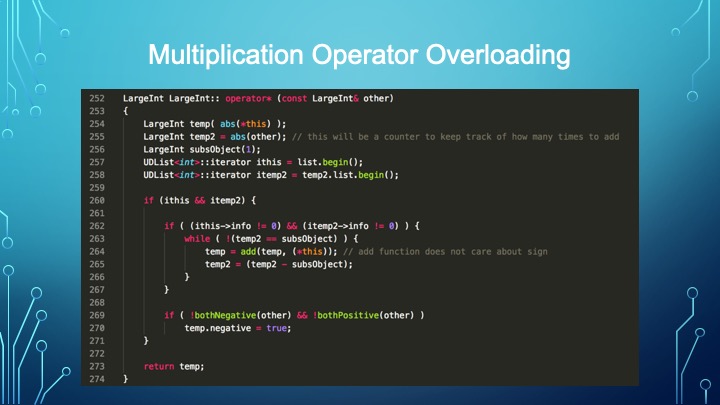 Multiplication Operator Overloading
252 LargeInt LargeInt:: operator* (const LargeInt& other)
253 {
254 LargeInt temp( abs(*this) );
255 LargeInt temp2 = abs(other); // this will be a counter to keep track of how many times to add
256 LargeInt subsObject(1);
257 UDList<int>::iterator ithis = list.begin();
258 UDList<int>::iterator itemp2 = temp2.list.begin();
259
260 if (ithis && itemp2) {
261
262 if ( (ithis->info != 0) && (itemp2->info != 0) ) {
263 while ( !(temp2 == subsObject) ) {
264 temp = add(temp, (*this)); // add function does not care about sign
265 temp2 = (temp2 - subsObject);
266 }
267 }
268
269 if ( !bothNegative(other) && !bothPositive(other) )
270 temp.negative = true;
271 }
272
273 return temp;
274 }